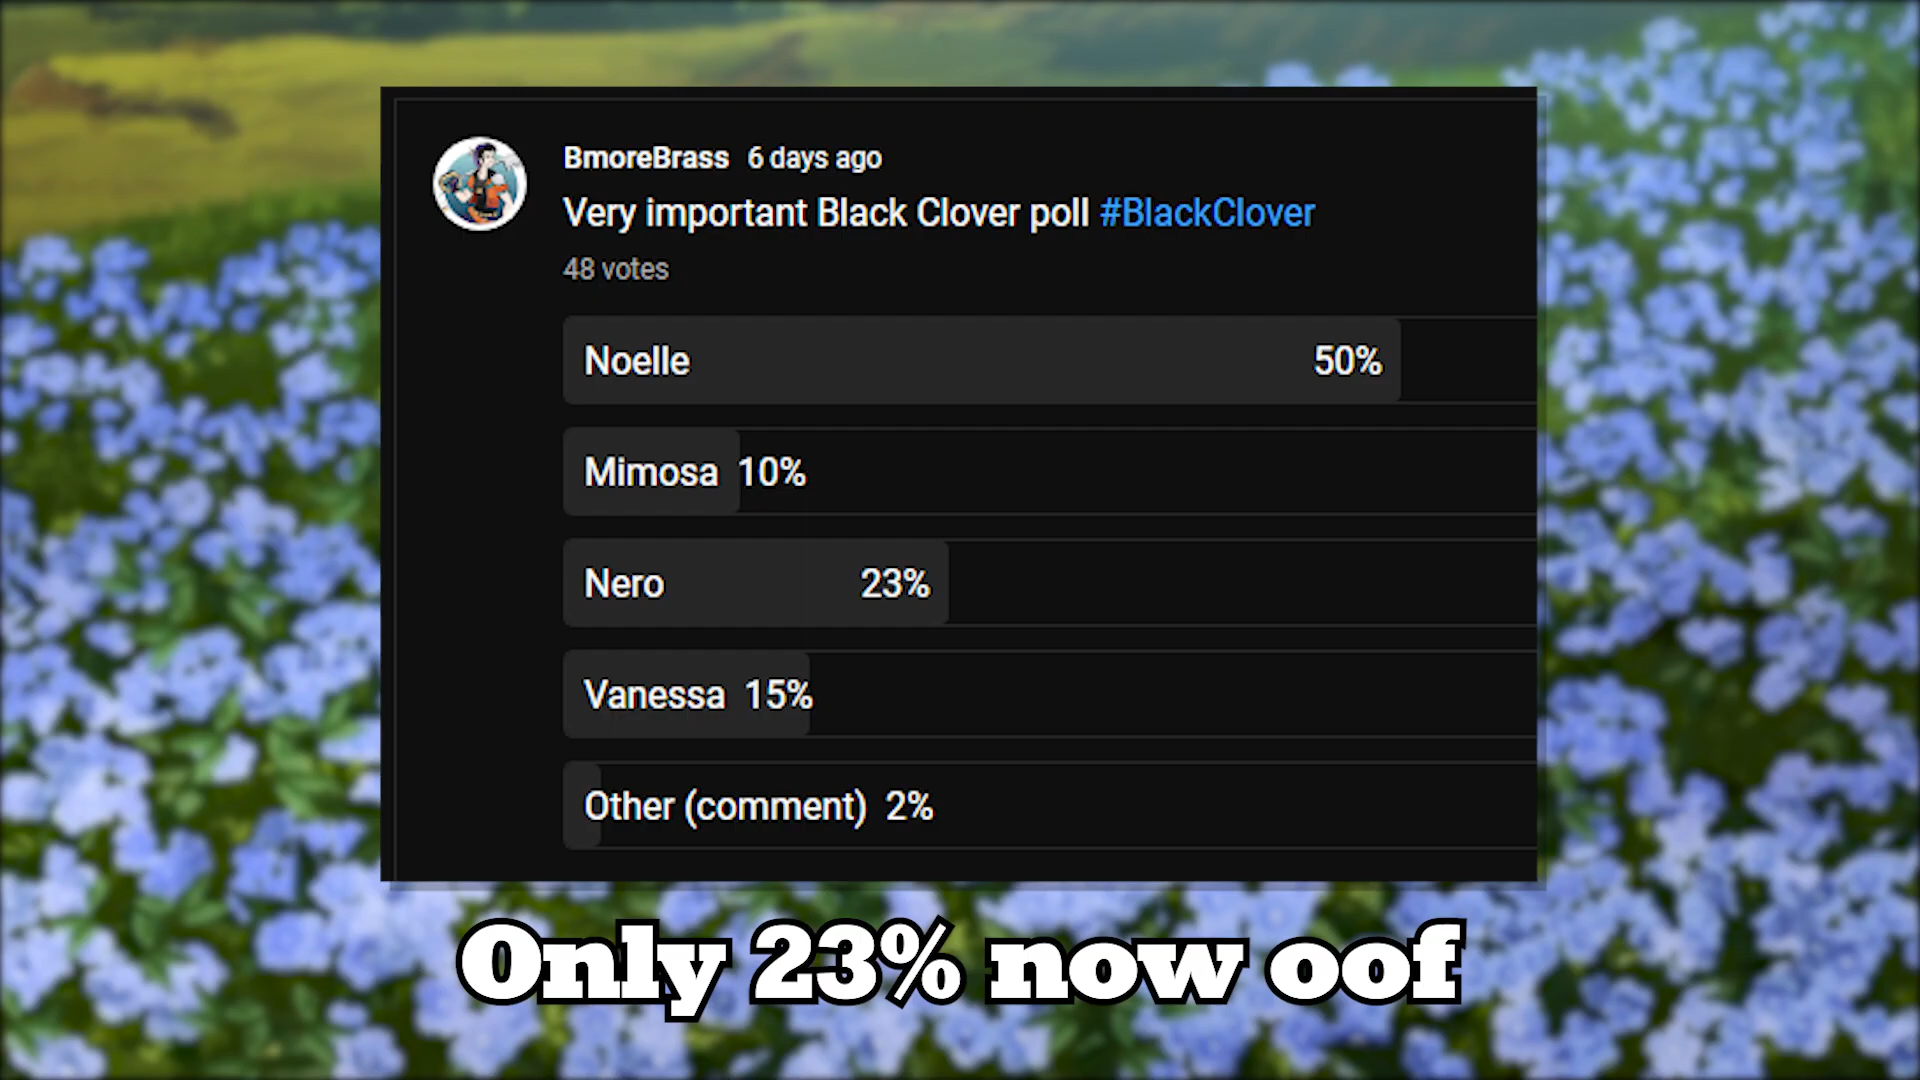 BmoreBrass 6 days ago
Very important Black Clover poll #BlackClover
48 votes
Noelle 50%
Mimosa 10%
Nero 23%
Vanessa 15%
Other (comment) 2%
Only 23% now oof